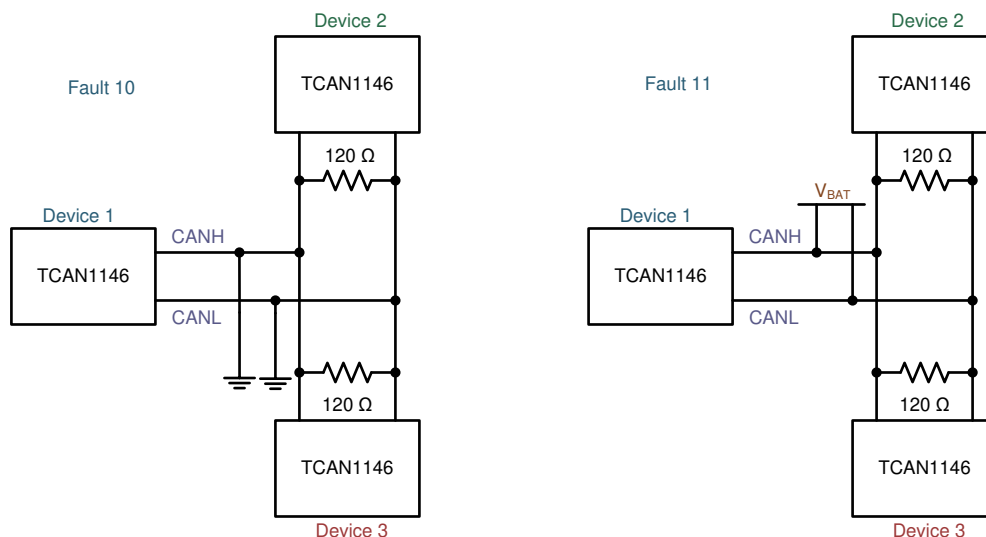 Device 2
TCAN1146
Fault 10
120 Ω
Device 1
TCAN1146
CANH
CANL
120 Ω
TCAN1146
Device 3
Device 2
TCAN1146
Fault 11
120 Ω
VBAT
Device 1
TCAN1146
CANH
CANL
120 Ω
TCAN1146
Device 3